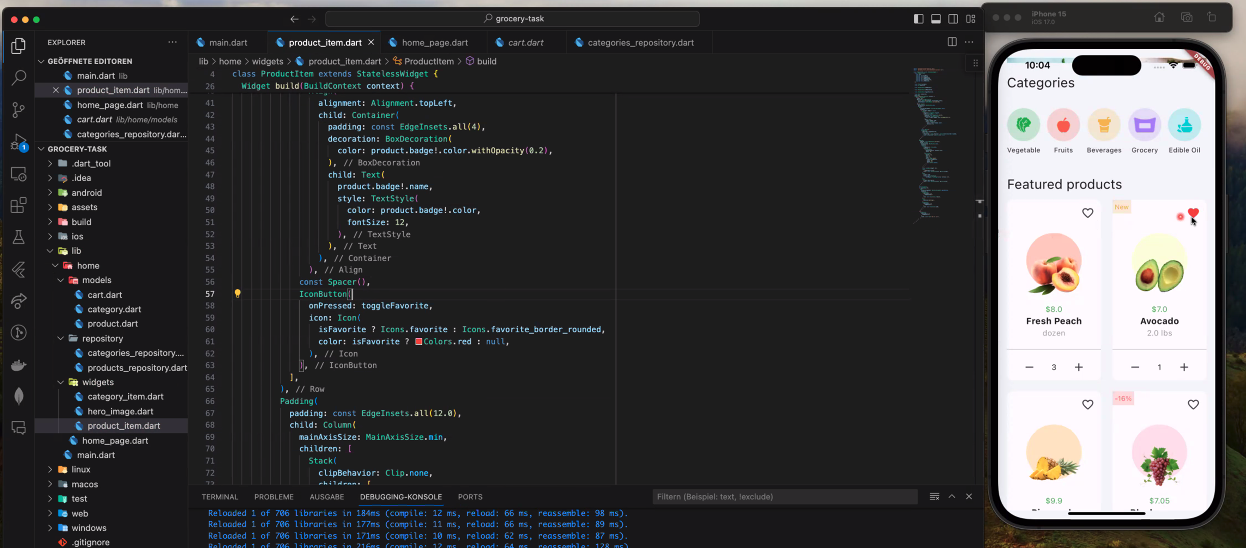 grocery-task
EXPLORER
main.dart
product_item.dart
home_page.dart
cart.dart
categories_repository.dart
GEÖFFNETE EDITOREN
main.dart lib
product_item.dart lib/hom...
home_page.dart lib/home
cart.dart lib/home/models
categories_repository.dar...
GROCERY-TASK
.dart_tool
.idea
android
assets
build
ios
lib
home
models
cart.dart
category.dart
product.dart
repository
categories_repository....
products_repository.dart
widgets
category_item.dart
hero_image.dart
product_item.dart
home_page.dart
main.dart
linux
macos
test
web
windows
.gitignore
1
lib > home > widgets > product_item.dart > ProductItem > build
4 class ProductItem extends StatelessWidget {
26 Widget build(BuildContext context) {
41 alignment: Alignment.topLeft,
42 child: Container(
43 padding: const EdgeInsets.all(4),
44 decoration: BoxDecoration(
45 color: product.badge!.color.withOpacity(0.2),
46 ), // BoxDecoration
47 child: Text(
48 product.badge!.name,
49 style: TextStyle(
50 color: product.badge!.color,
51 fontSize: 12,
52 ), // TextStyle
53 ), // Text
54 ), // Container
55 ), // Align
56 const Spacer(),
57 IconButton(
58 onPressed: toggleFavorite,
59 icon: Icon(
60 isFavorite ? Icons.favorite : Icons.favorite_border_rounded,
61 color: isFavorite ? Colors.red : null,
62 ), // Icon
63 ), // IconButton
64 ],
65 ), // Row
66 Padding(
67 padding: const EdgeInsets.all(12.0),
68 child: Column(
69 mainAxisSize: MainAxisSize.min,
70 children: [
71 Stack(
72 clipBehavior: Clip.none,
73 children: [
TERMINAL PROBLEME AUSGABE DEBUGGING-KONSOLE PORTS
Filtern (Beispiel: text, !exclude)
Reloaded 1 of 706 libraries in 184ms (compile: 12 ms, reload: 66 ms, reassemble: 98 ms).
Reloaded 1 of 706 libraries in 177ms (compile: 11 ms, reload: 66 ms, reassemble: 89 ms).
Reloaded 1 of 706 libraries in 171ms (compile: 10 ms, reload: 62 ms, reassemble: 87 ms).
Reloaded 1 of 706 libraries in 216ms (compile: 12 ms, reload: 64 ms, reassemble: 128 ms).
iPhone 15
iOS 17.0
10:04
DEBUG
Categories
Vegetable Fruits Beverages Grocery Edible Oil
Featured products
New
$8.0
Fresh Peach
dozen
3
$7.0
Avocado
2.0 lbs
1
-16%
$9.9
$7.05